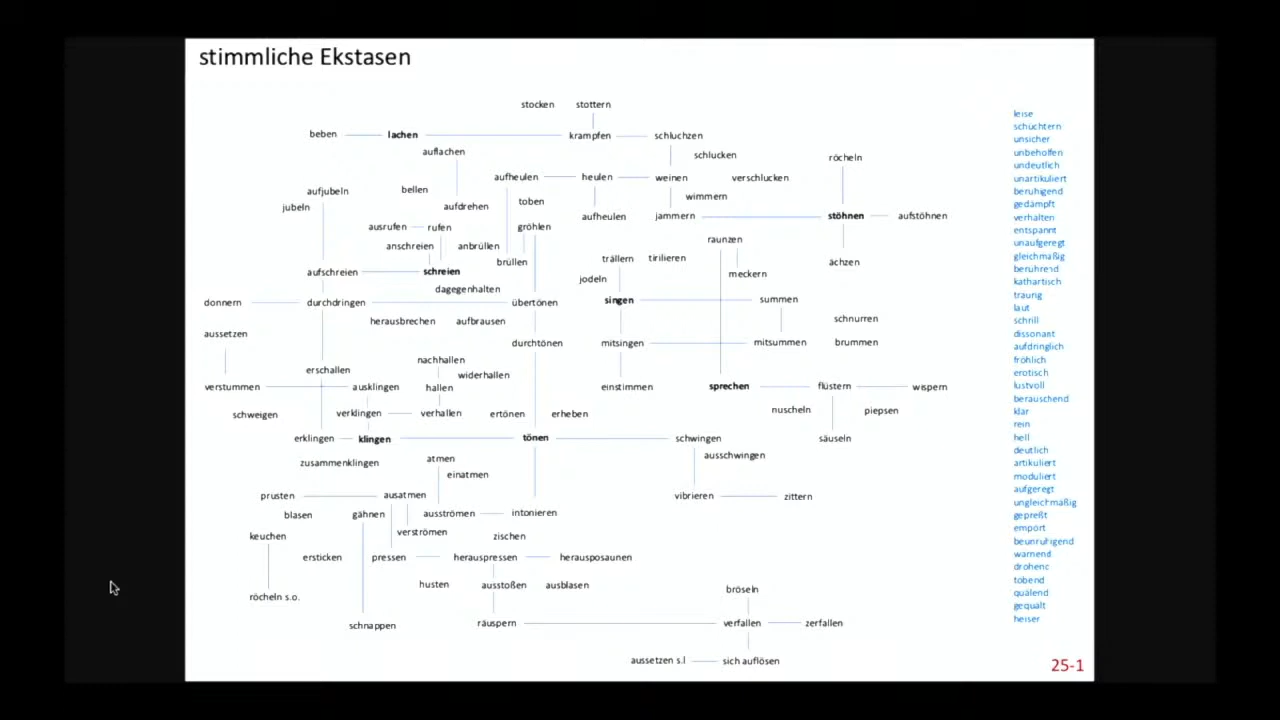 stimmliche Ekstasen
stocken stottern
beben lachen krampfen schluchzen
auflachen schlucken röcheln
aufheulen heulen weinen verschlucken
aufjubeln bellen toben wimmern
jubeln aufdrehen aufheulen jammern stöhnen aufstöhnen
ausrufen rufen gröhlen
anschreien anbrüllen raunzen
aufschreien schreien brüllen trällern tirilieren ächzen
dagegenhalten jodeln meckern
donnern durchdringen übertönen singen summen
herausbrechen aufbrausen schnurren
aussetzen durchtönen mitsingen mitsummen brummen
nachhallen
erschallen widerhallen
verstummen ausklingen hallen einstimmen sprechen flüstern wispern
schweigen verklingen verhallen ertönen erheben nuscheln piepsen
erklingen klingen tönen schwingen säuseln
zusammenklingen atmen ausschwingen
einatmen
prusten ausatmen vibrieren zittern
blasen gähnen ausströmen intonieren
keuchen verströmen zischen
ersticken pressen herauspressen herausposaunen
husten ausstoßen ausblasen bröseln
röcheln s.o.
schnappen räuspern verfallen zerfallen
aussetzen s.l sich auflösen
leise
schüchtern
unsicher
unbeholfen
undeutlich
unartikuliert
beruhigend
gedämpft
verhalten
entspannt
unaufgeregt
gleichmäßig
berührend
kathartisch
traurig
laut
schrill
dissonant
aufdringlich
fröhlich
erotisch
lustvoll
berauschend
klar
rein
hell
deutlich
artikuliert
moduliert
aufgeregt
ungleichmäßig
gepreßt
empört
beunruhigend
warnend
drohend
tobend
quälend
gequält
heiser
25-1